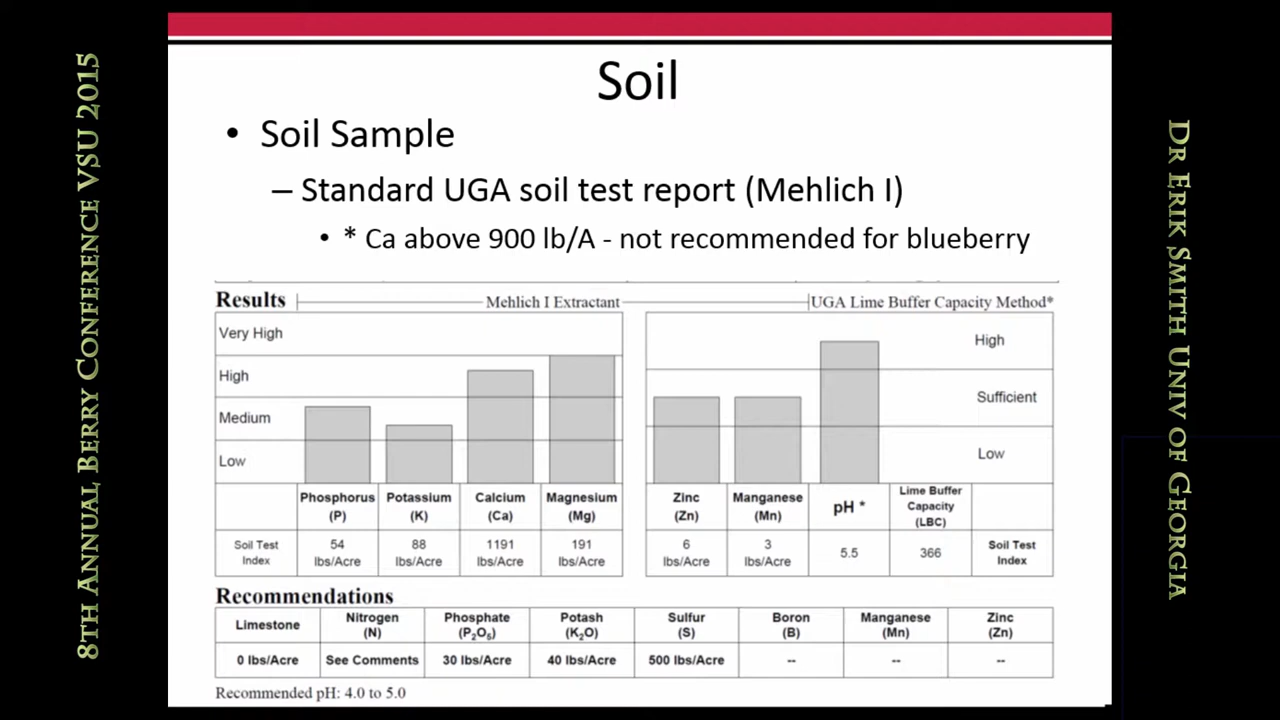 8TH ANNUAL BERRY CONFERENCE VSU 2015
Soil
• Soil Sample
– Standard UGA soil test report (Mehlich I)
• * Ca above 900 lb/A - not recommended for blueberry
Results Mehlich I Extractant UGA Lime Buffer Capacity Method*
Very High
High
Medium
Low
High
Sufficient
Low
Phosphorus (P) Potassium (K) Calcium (Ca) Magnesium (Mg) Zinc (Zn) Manganese (Mn) pH * Lime Buffer Capacity (LBC)
Soil Test Index 54 lbs/Acre 88 lbs/Acre 1191 lbs/Acre 191 lbs/Acre 6 lbs/Acre 3 lbs/Acre 5.5 366 Soil Test Index
Recommendations
Limestone Nitrogen (N) Phosphate (P₂O₅) Potash (K₂O) Sulfur (S) Boron (B) Manganese (Mn) Zinc (Zn)
0 lbs/Acre See Comments 30 lbs/Acre 40 lbs/Acre 500 lbs/Acre -- -- --
Recommended pH: 4.0 to 5.0
DR ERIK SMITH UNIV OF GEORGIA